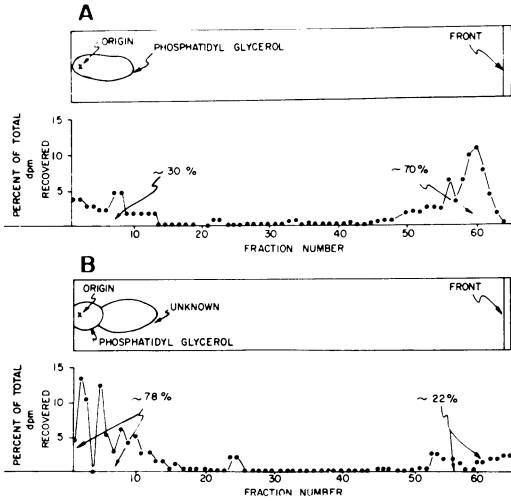 A
ORIGIN
PHOSPHATIDYL GLYCEROL
FRONT
x
PERCENT OF TOTAL
dpm
RECOVERED
15
10
5
~ 30 %
~ 70%
10
20
30
40
50
60
FRACTION NUMBER
B
ORIGIN
UNKNOWN
FRONT
x
PHOSPHATIDYL GLYCEROL
PERCENT OF TOTAL
dpm
RECOVERED
15
10
5
~ 78 %
~ 22%
10
20
30
40
50
60
FRACTION NUMBER